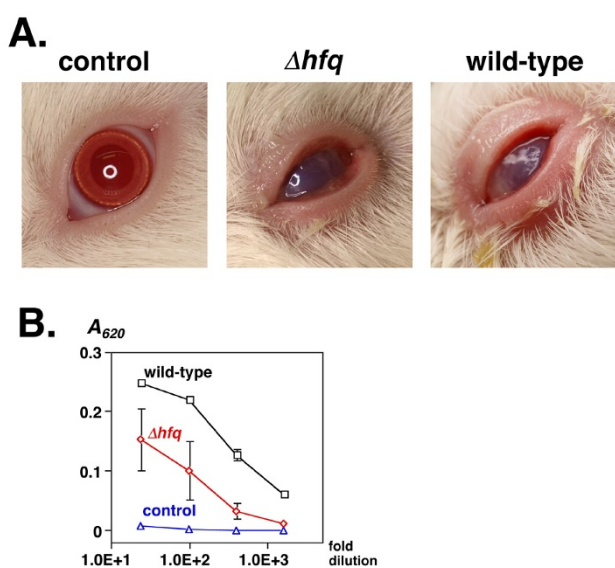 A.
control Δhfq wild-type
B.
A620
0.3
wild-type
0.2
Δhfq
0.1
control
0
1.0E+1 1.0E+2 1.0E+3 fold
dilution